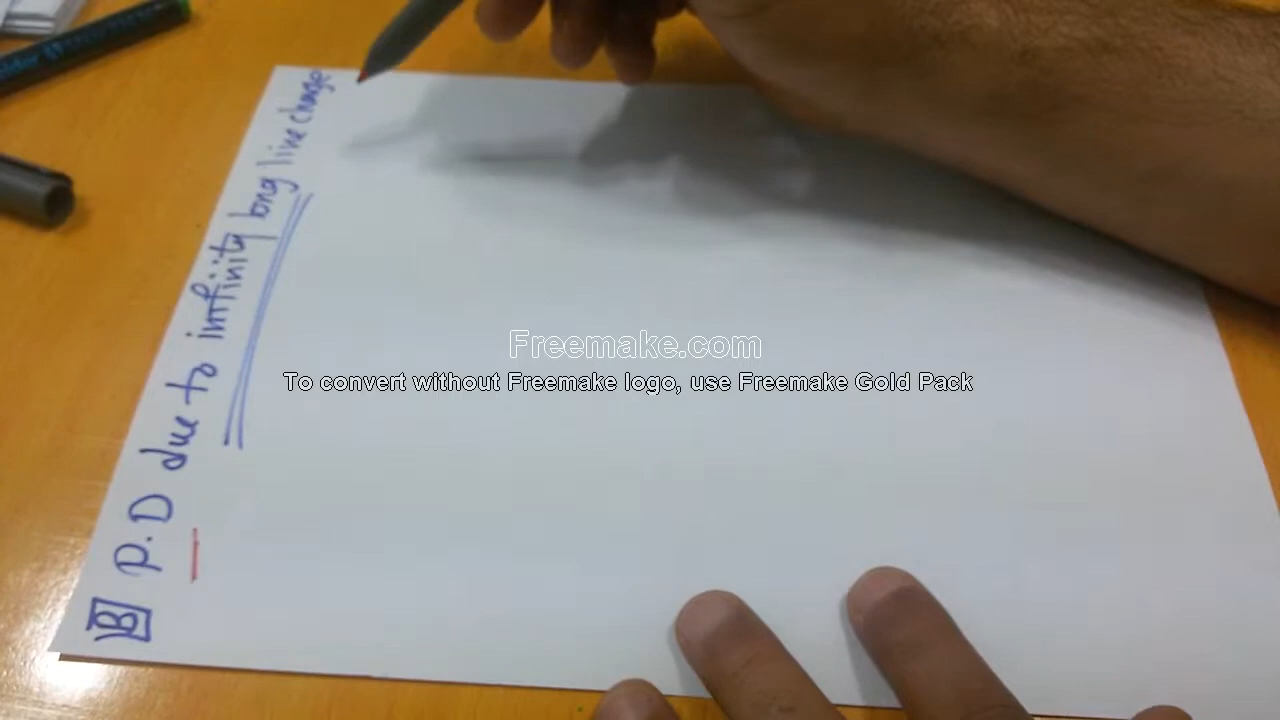 B P.D due to infinity long line charge
Freemake.com
To convert without Freemake logo, use Freemake Gold Pack